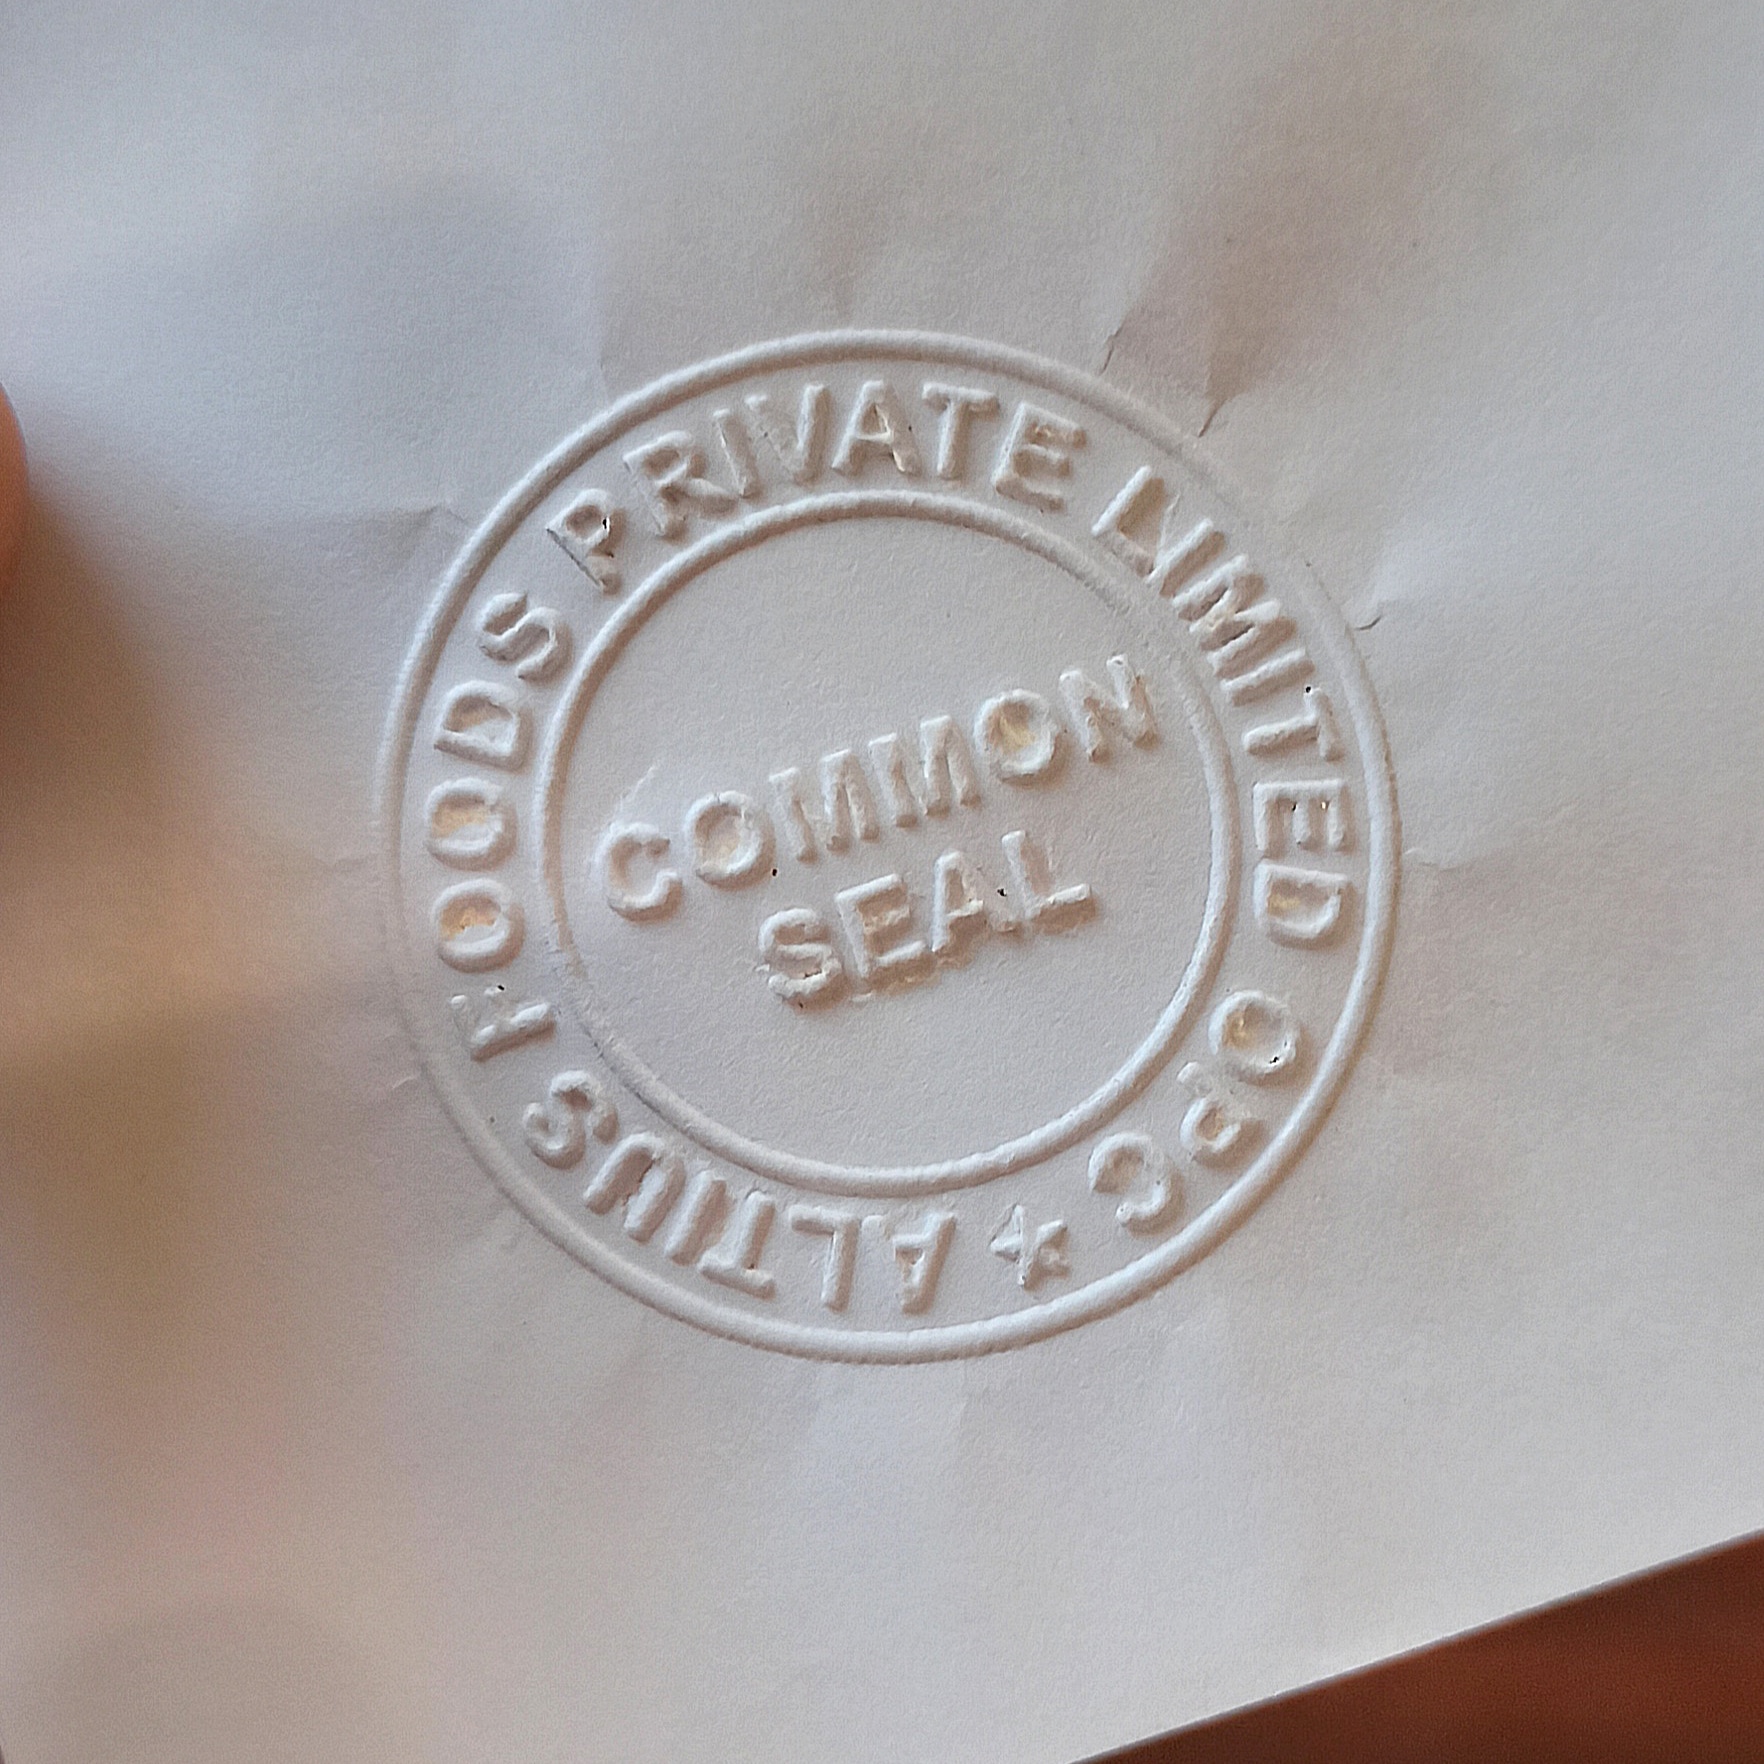 ALTIUS FOODS PRIVATE LIMITED OPC ★
COMMON
SEAL